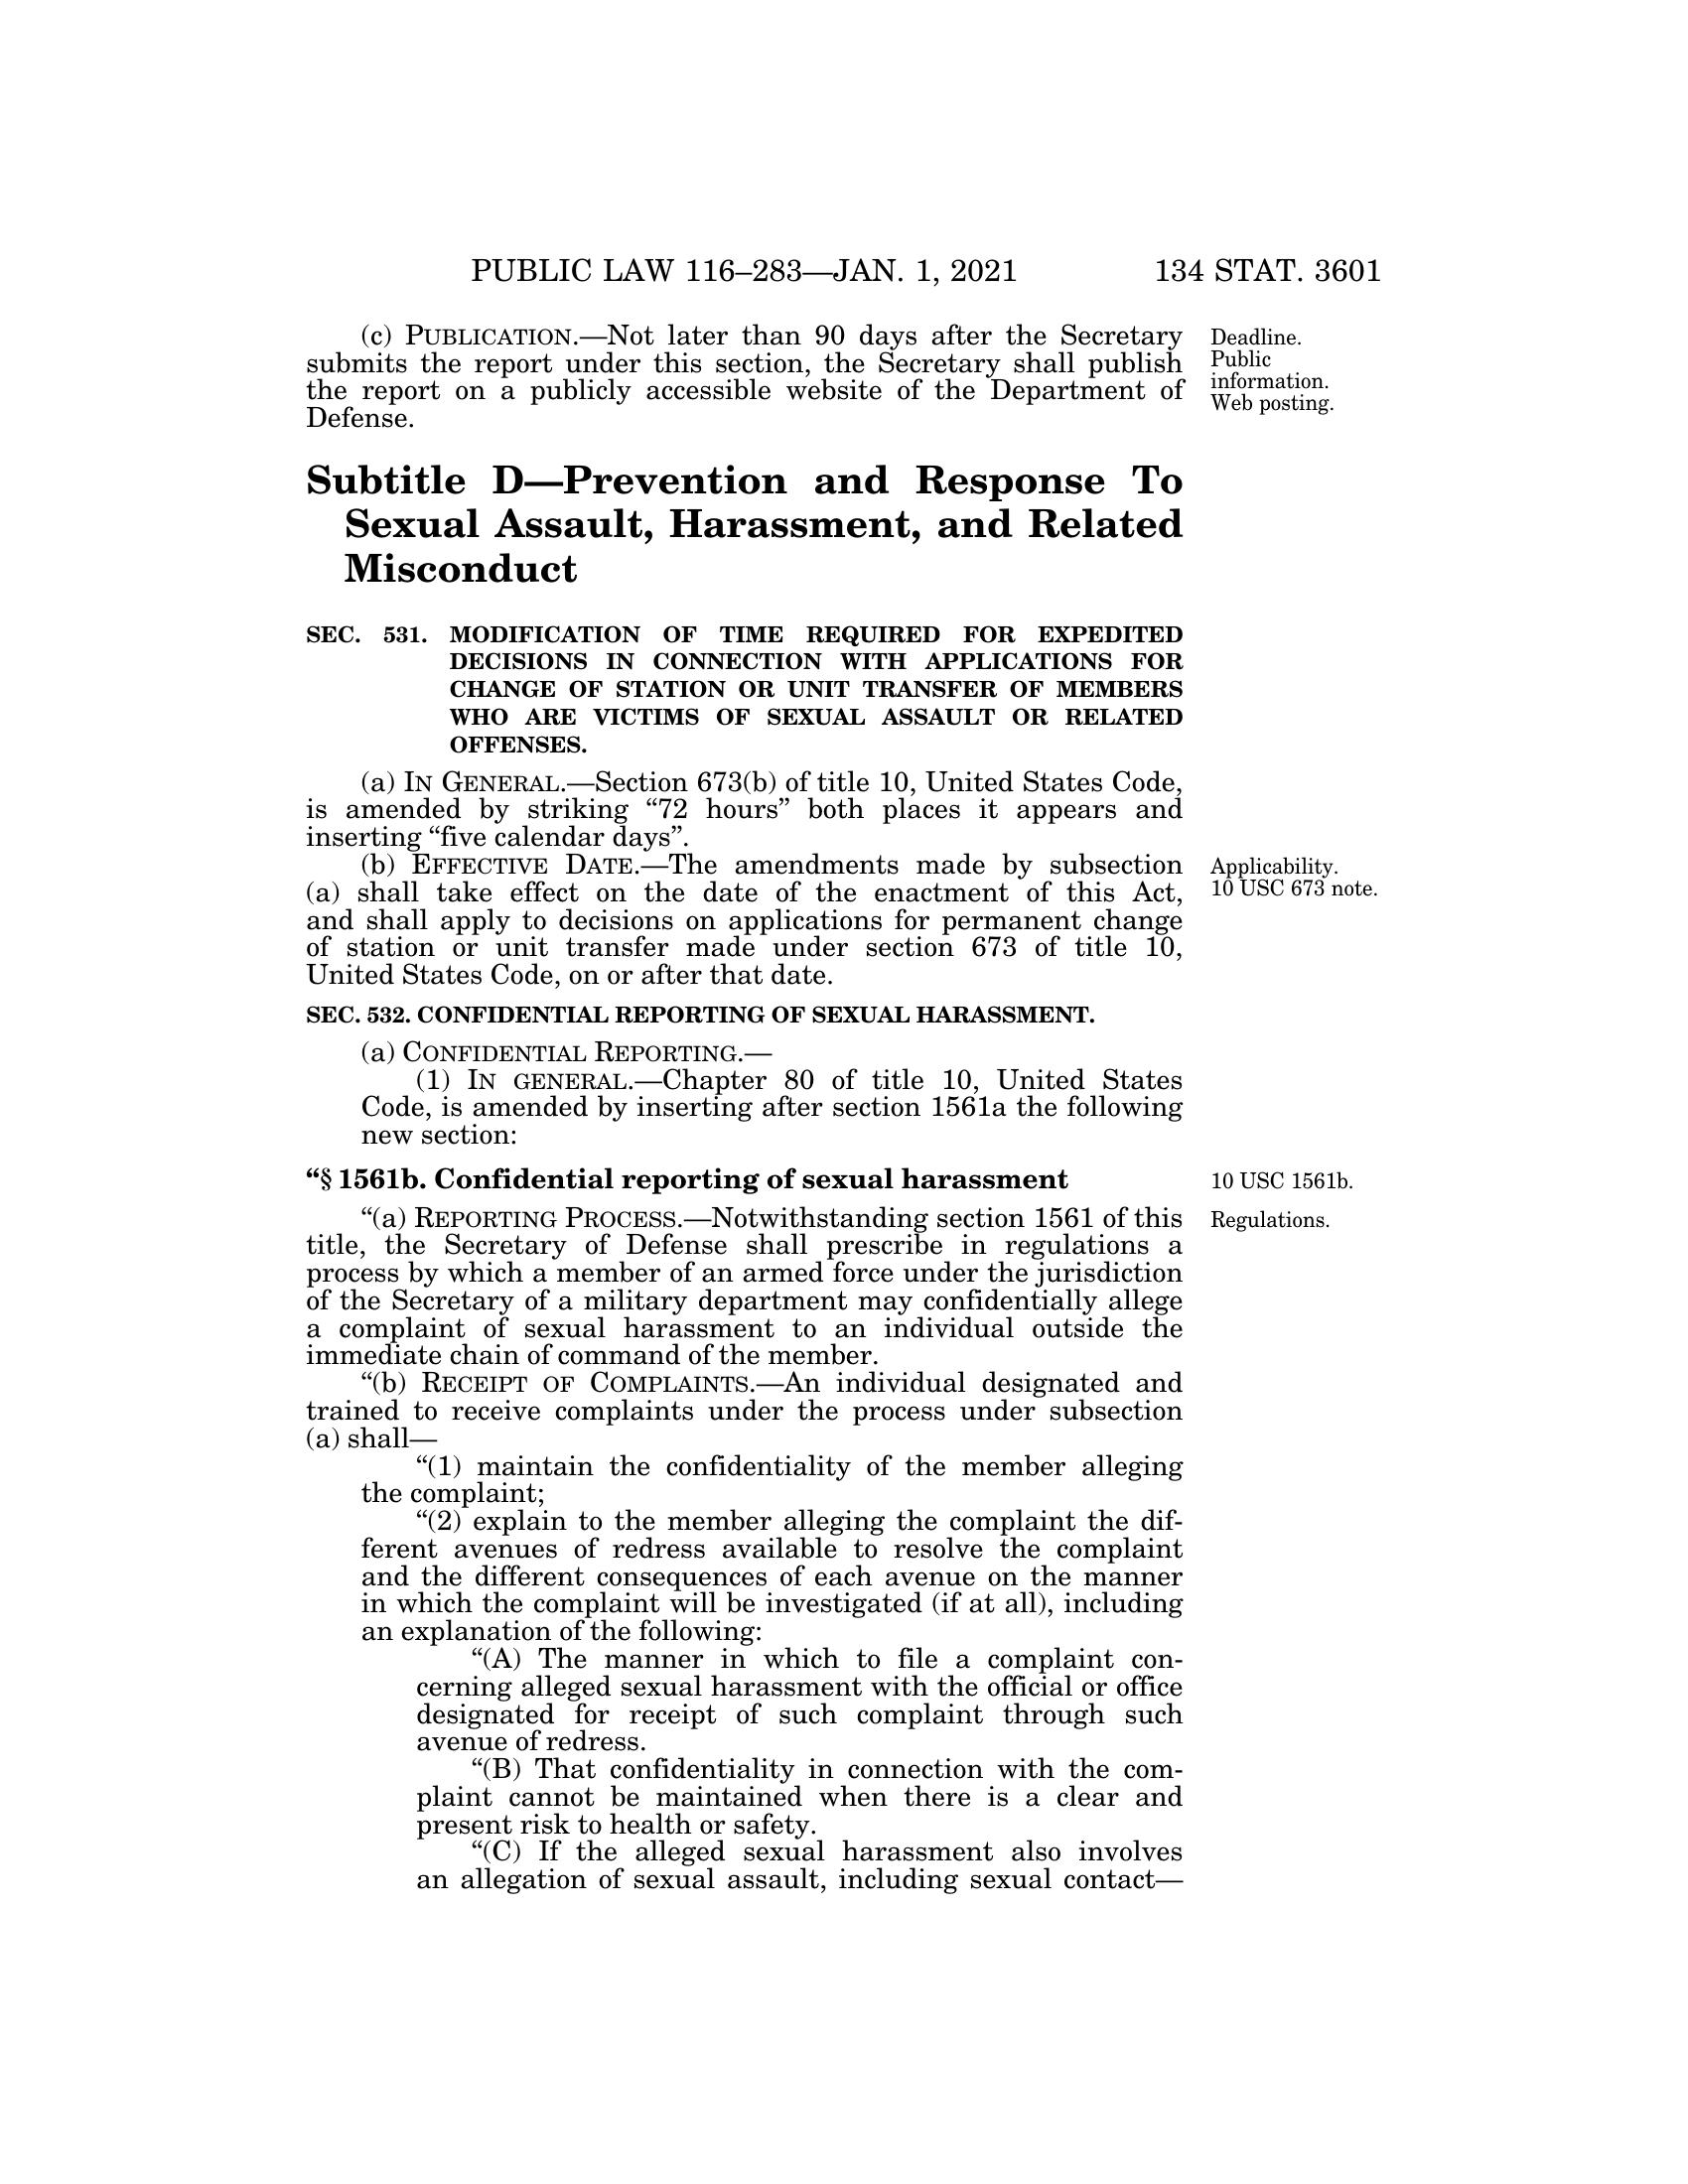 PUBLIC LAW 116–283—JAN. 1, 2021 134 STAT. 3601
(c) PUBLICATION.—Not later than 90 days after the Secretary
submits the report under this section, the Secretary shall publish
the report on a publicly accessible website of the Department of
Defense.
Deadline.
Public
information.
Web posting.
Subtitle D—Prevention and Response To
Sexual Assault, Harassment, and Related
Misconduct
SEC. 531. MODIFICATION OF TIME REQUIRED FOR EXPEDITED
DECISIONS IN CONNECTION WITH APPLICATIONS FOR
CHANGE OF STATION OR UNIT TRANSFER OF MEMBERS
WHO ARE VICTIMS OF SEXUAL ASSAULT OR RELATED
OFFENSES.
(a) IN GENERAL.—Section 673(b) of title 10, United States Code,
is amended by striking “72 hours” both places it appears and
inserting “five calendar days”.
(b) EFFECTIVE DATE.—The amendments made by subsection
(a) shall take effect on the date of the enactment of this Act,
and shall apply to decisions on applications for permanent change
of station or unit transfer made under section 673 of title 10,
United States Code, on or after that date.
Applicability.
10 USC 673 note.
SEC. 532. CONFIDENTIAL REPORTING OF SEXUAL HARASSMENT.
(a) CONFIDENTIAL REPORTING.—
(1) IN GENERAL.—Chapter 80 of title 10, United States
Code, is amended by inserting after section 1561a the following
new section:
“§ 1561b. Confidential reporting of sexual harassment
10 USC 1561b.
“(a) REPORTING PROCESS.—Notwithstanding section 1561 of this
title, the Secretary of Defense shall prescribe in regulations a
process by which a member of an armed force under the jurisdiction
of the Secretary of a military department may confidentially allege
a complaint of sexual harassment to an individual outside the
immediate chain of command of the member.
Regulations.
“(b) RECEIPT OF COMPLAINTS.—An individual designated and
trained to receive complaints under the process under subsection
(a) shall—
“(1) maintain the confidentiality of the member alleging
the complaint;
“(2) explain to the member alleging the complaint the dif-
ferent avenues of redress available to resolve the complaint
and the different consequences of each avenue on the manner
in which the complaint will be investigated (if at all), including
an explanation of the following:
“(A) The manner in which to file a complaint con-
cerning alleged sexual harassment with the official or office
designated for receipt of such complaint through such
avenue of redress.
“(B) That confidentiality in connection with the com-
plaint cannot be maintained when there is a clear and
present risk to health or safety.
“(C) If the alleged sexual harassment also involves
an allegation of sexual assault, including sexual contact—